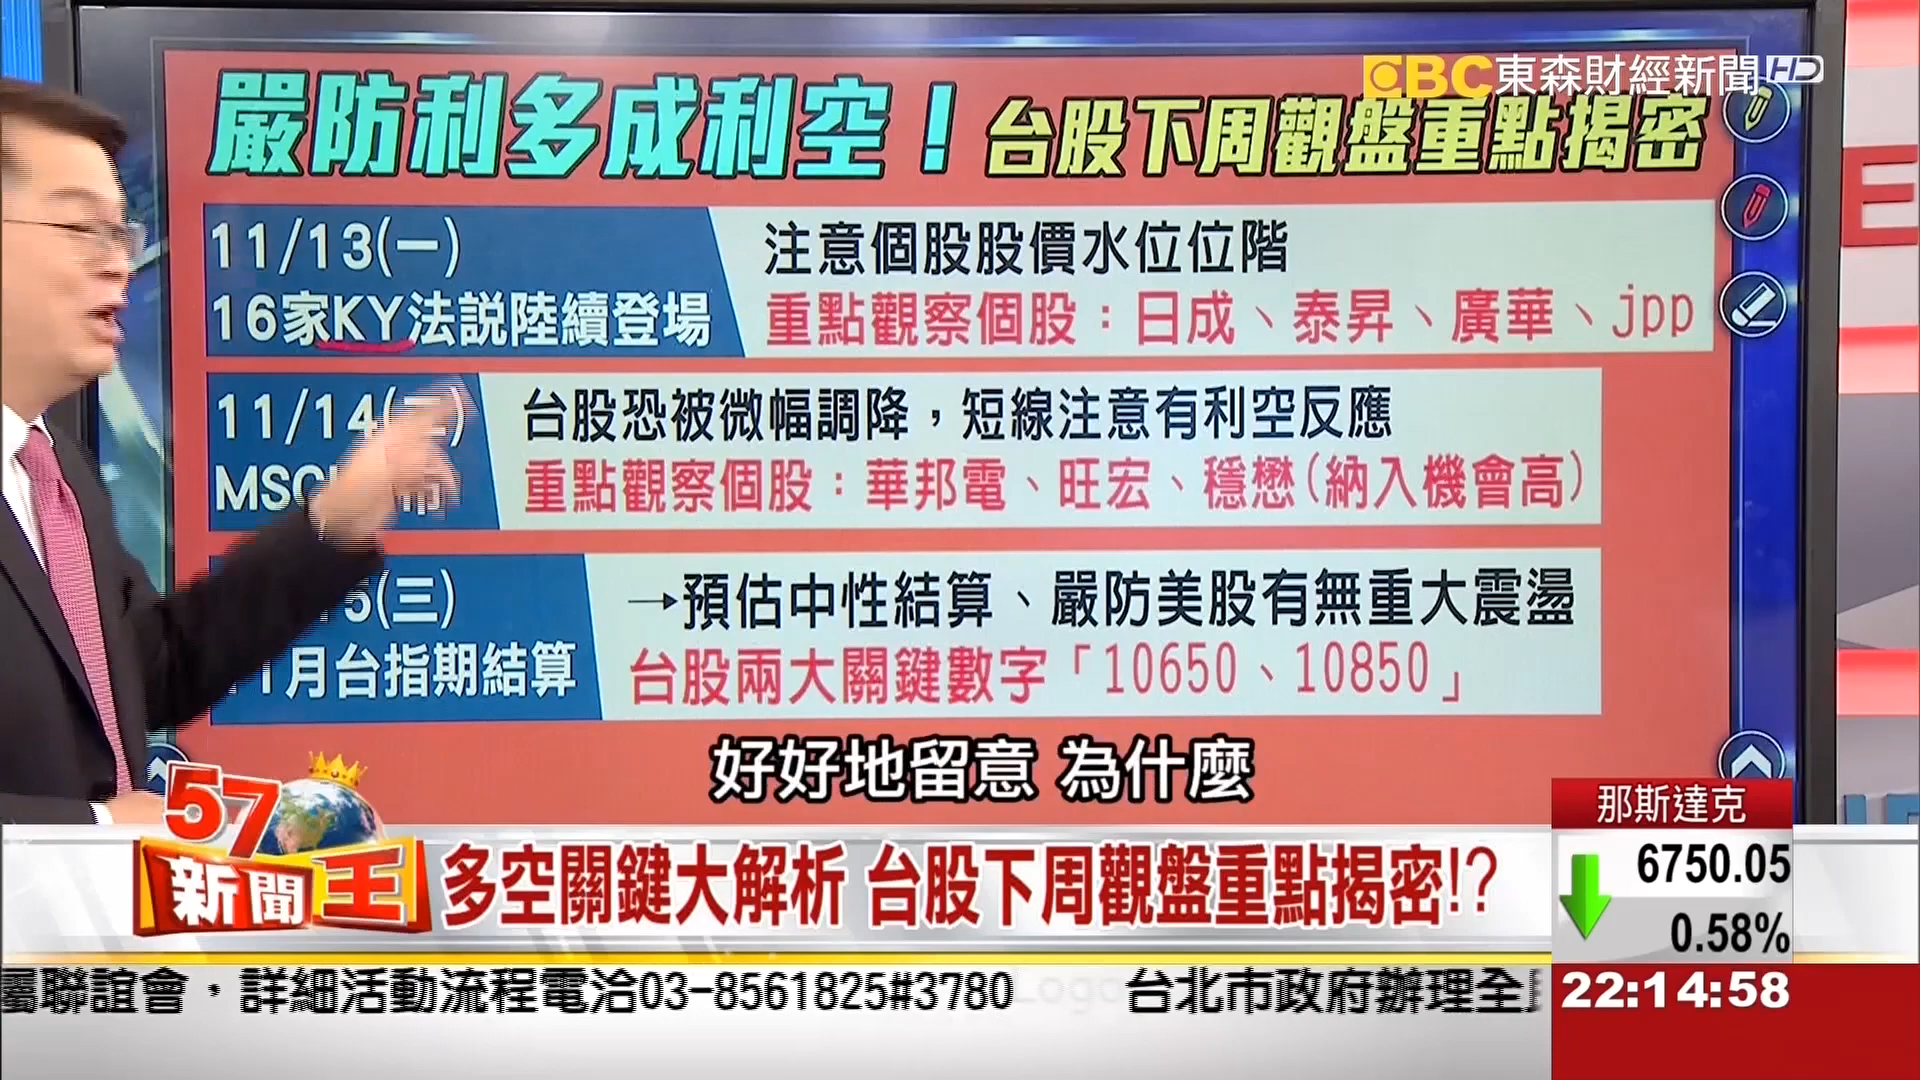 EBC東森財經新聞HD
嚴防利多成利空！台股下周觀盤重點揭密
11/13(一)
16家KY法說陸續登場
注意個股股價水位位階
重點觀察個股：日成、泰昇、廣華、jpp
11/14
MSC
台股恐被微幅調降，短線注意有利空反應
重點觀察個股：華邦電、旺宏、穩懋(納入機會高)
5(三)
1月台指期結算
→預估中性結算、嚴防美股有無重大震盪
台股兩大關鍵數字「10650、10850」
好好地留意 為什麼
57新聞王
多空關鍵大解析 台股下周觀盤重點揭密!?
那斯達克
6750.05
0.58%
聯誼會，詳細活動流程電洽03-8561825#3780 台北市政府辦理全
22:14:58